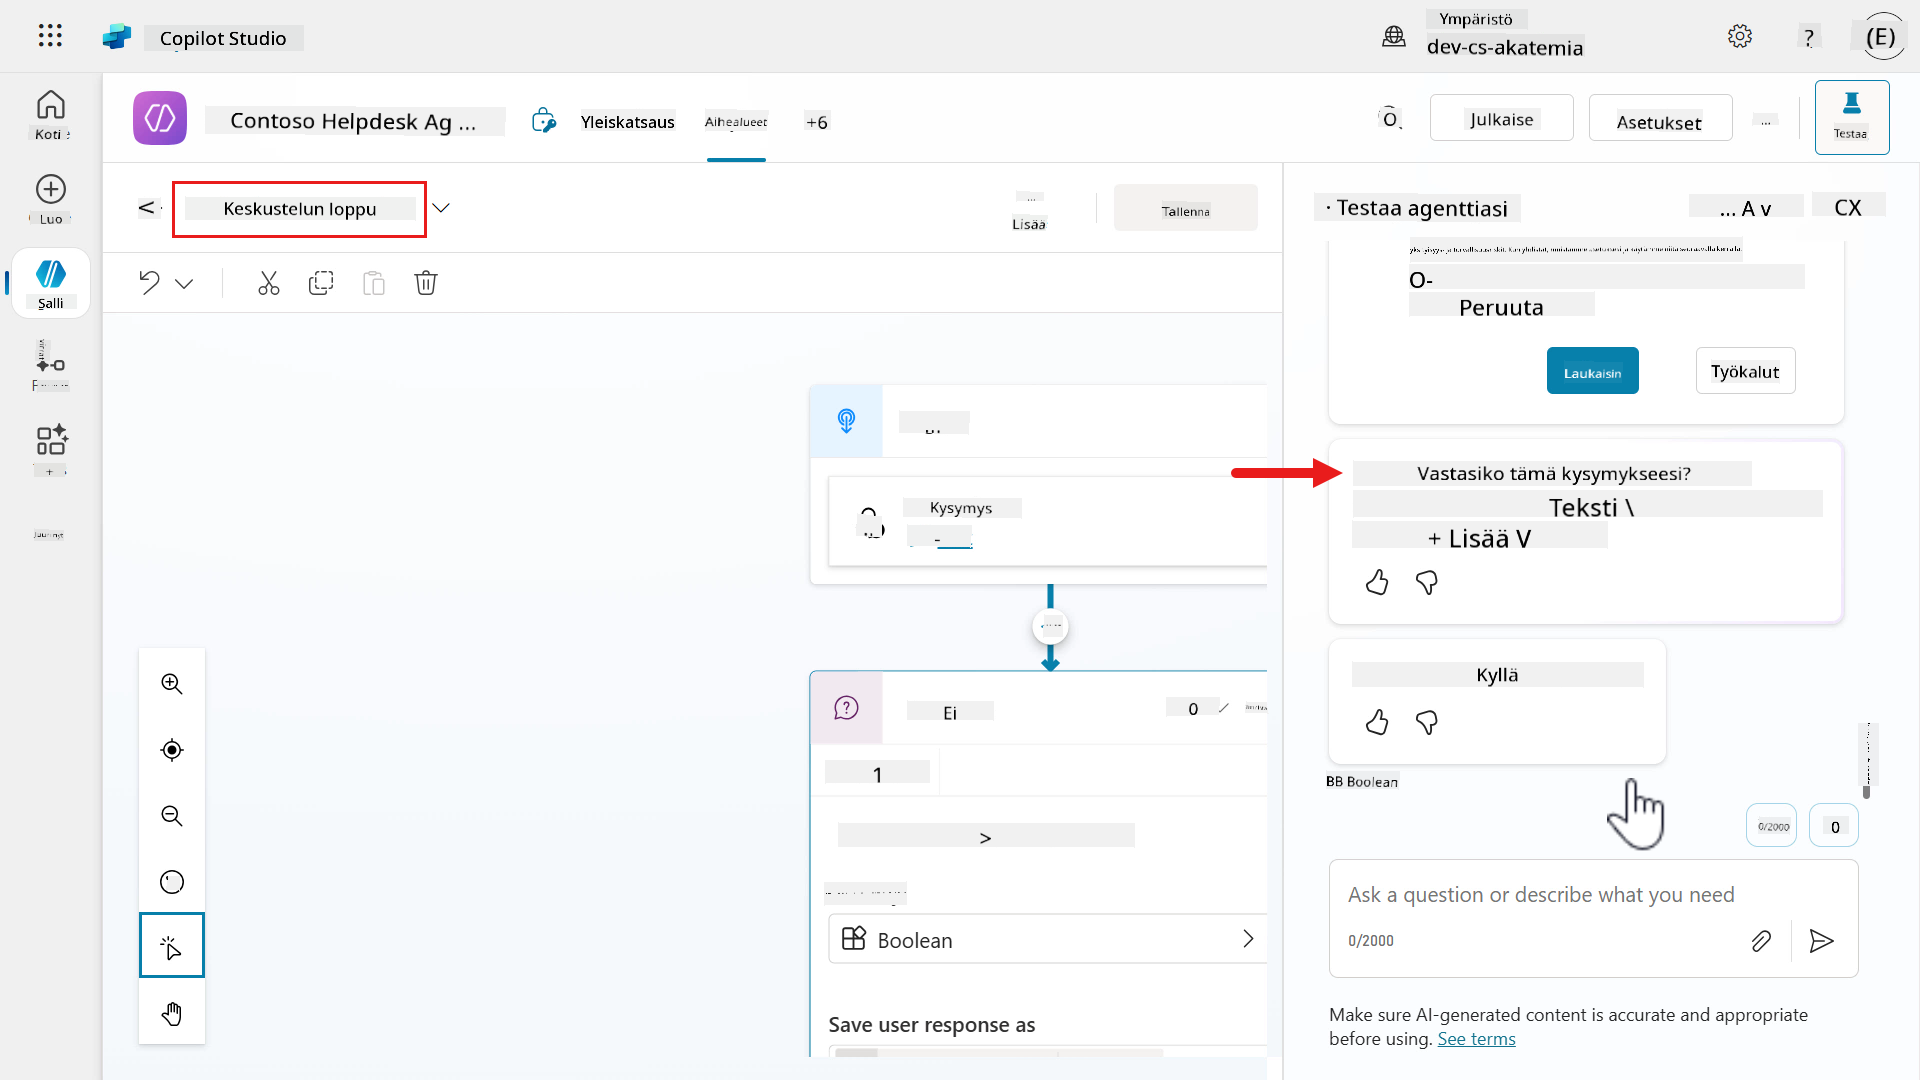 Copilot Studio
Ympäristö
dev-cs-akatemia
?
(E)
Koti
Contoso Helpdesk Ag ...
Yleiskatsaus
Aihealueet
+6
Julkaise
Asetukset
...
Testaa
Luo
<
Keskustelun loppu
...
Lisää
Tallenna
· Testaa agenttiasi
... A v
CX
Salli
O-
Peruuta
Laukaisin
Työkalut
Vastasiko tämä kysymykseesi?
Teksti \
+ Lisää V
Kysymys
-
Kyllä
Ei
0
1
BB Boolean
>
0/2000
0
Boolean
Ask a question or describe what you need
0/2000
Save user response as
Make sure AI-generated content is accurate and appropriate
before using. See terms